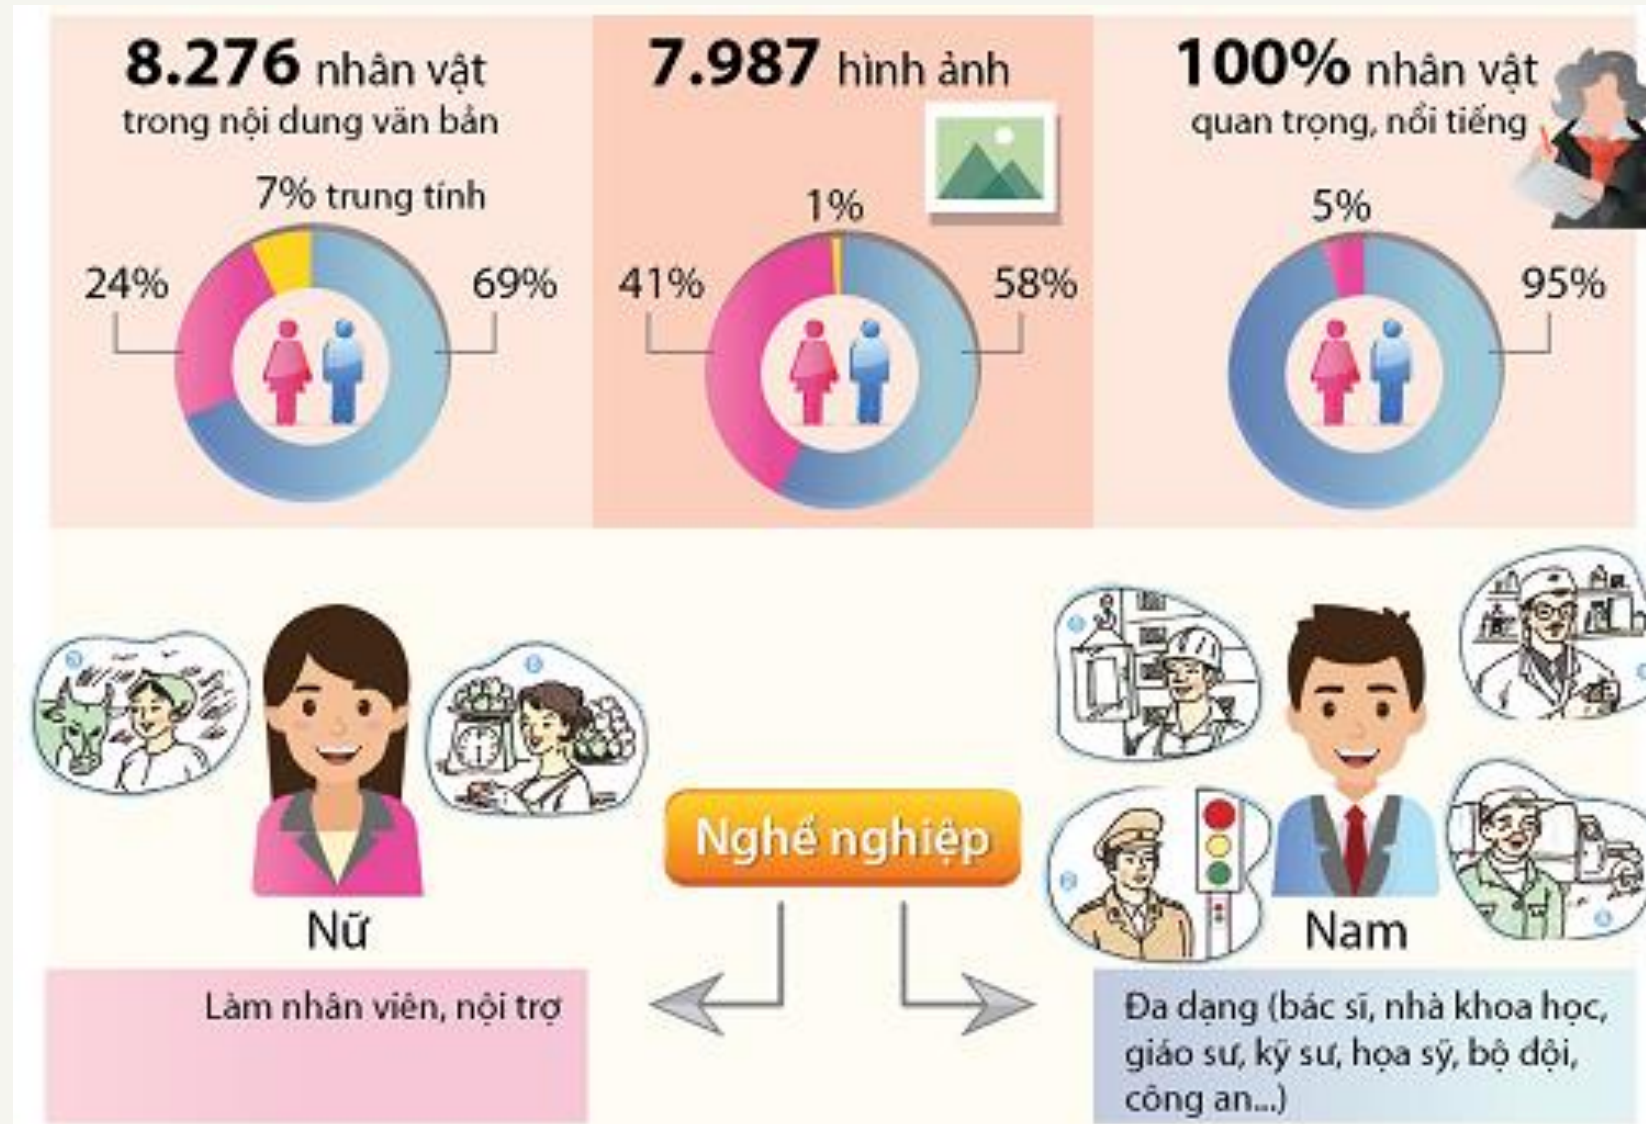 8.276 nhân vật
trong nội dung văn bản
7% trung tính
24%
69%
7.987 hình ảnh
1%
41%
58%
100% nhân vật
quan trọng, nổi tiếng
5%
95%
Nghề nghiệp
Nữ
Làm nhân viên, nội trợ
Nam
Đa dạng (bác sĩ, nhà khoa học,
giáo sư, kỹ sư, họa sỹ, bộ đội,
công an...)